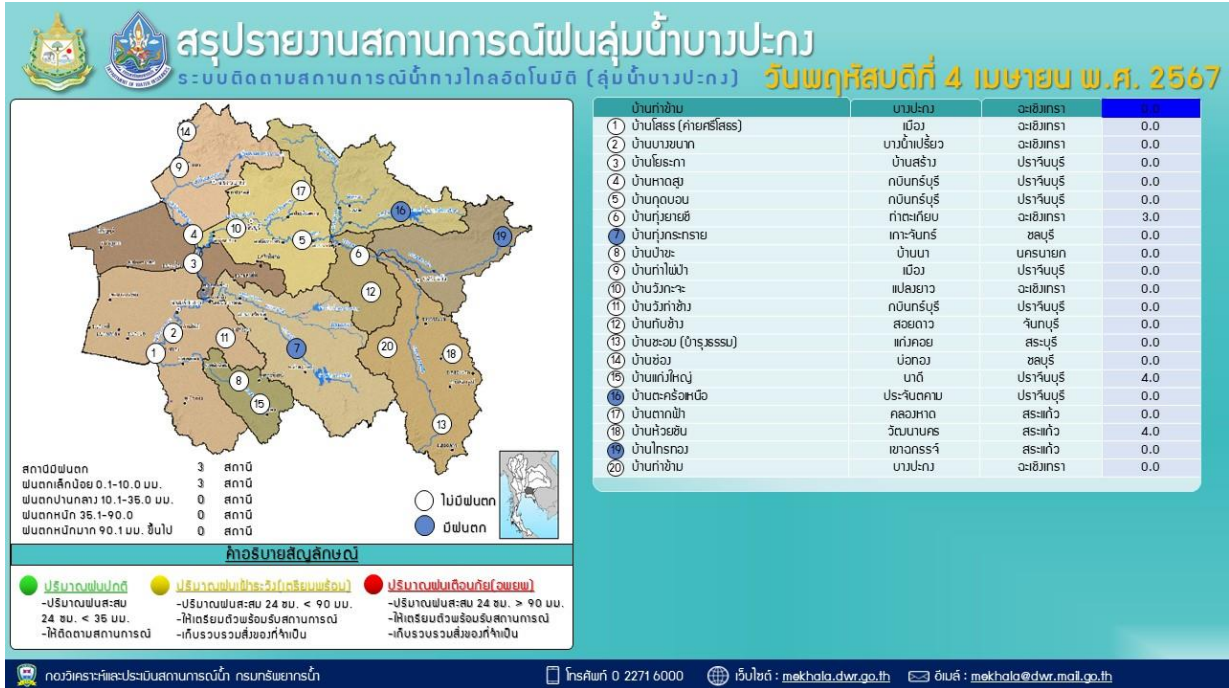 สรุปรายงานสถานการณ์ฝนลุ่มน้ำบางปะกง
ระบบติดตามสถานการณ์น้ำทางไกลอัตโนมัติ (ลุ่มน้ำบางปะกง) วันพฤหัสบดีที่ 4 เมษายน พ.ศ. 2567
บ้านท่าข้าม บางปะกง ฉะเชิงเทรา 0.0
1 บ้านโสธร (ค่ายศรีโสธร) เมือง ฉะเชิงเทรา 0.0
2 บ้านบางขนาก บางน้ำเปรี้ยว ฉะเชิงเทรา 0.0
3 บ้านโยธะกา บ้านสร้าง ปราจีนบุรี 0.0
4 บ้านหาดสูง กบินทร์บุรี ปราจีนบุรี 0.0
5 บ้านกุดบอน กบินทร์บุรี ปราจีนบุรี 0.0
6 บ้านทุ่งยายชี ท่าตะเกียบ ฉะเชิงเทรา 3.0
7 บ้านทุ่งกระทราย เกาะจันทร์ ชลบุรี 0.0
8 บ้านป่าขะ บ้านนา นครนายก 0.0
9 บ้านท่าไผ่ป่า เมือง ปราจีนบุรี 0.0
10 บ้านวังกะจะ แปลงยาว ฉะเชิงเทรา 0.0
11 บ้านวังท่าช้าง กบินทร์บุรี ปราจีนบุรี 0.0
12 บ้านทับช้าง สอยดาว จันทบุรี 0.0
13 บ้านชะอม (บำรุงธรรม) แก่งคอย สระบุรี 0.0
14 บ้านช่อง บ่อทอง ชลบุรี 0.0
15 บ้านแก่งใหญ่ นาดี ปราจีนบุรี 4.0
16 บ้านตะคร้อเหนือ ประจันตคาม ปราจีนบุรี 0.0
17 บ้านตากฟ้า คลองหาด สระแก้ว 0.0
18 บ้านห้วยชัน วัฒนานคร สระแก้ว 4.0
19 บ้านไทรทอง เขาฉกรรจ์ สระแก้ว 0.0
20 บ้านท่าข้าม บางปะกง ฉะเชิงเทรา 0.0
14
9
17
16
4
10
5
19
6
3
12
2
11
7
20
18
1
8
15
13
สถานีมีฝนตก 3 สถานี
ฝนตกเล็กน้อย 0.1-10.0 มม. 3 สถานี
ฝนตกปานกลาง 10.1-35.0 มม. 0 สถานี
ฝนตกหนัก 35.1-90.0 0 สถานี
ฝนตกหนักมาก 90.1 มม. ขึ้นไป 0 สถานี
ไม่มีฝนตก
มีฝนตก
คำอธิบายสัญลักษณ์
ปริมาณฝนปกติ
-ปริมาณฝนสะสม
24 ชม. < 35 มม.
-ให้ติดตามสถานการณ์
ปริมาณฝนเฝ้าระวัง(เตรียมพร้อม)
-ปริมาณฝนสะสม 24 ชม. < 90 มม.
-ให้เตรียมตัวพร้อมรับสถานการณ์
-เก็บรวบรวมสิ่งของที่จำเป็น
ปริมาณฝนเตือนภัย(อพยพ)
-ปริมาณฝนสะสม 24 ชม. > 90 มม.
-ให้เตรียมตัวพร้อมรับสถานการณ์
-เก็บรวบรวมสิ่งของที่จำเป็น
กองวิเคราะห์และประเมินสถานการณ์น้ำ กรมทรัพยากรน้ำ โทรศัพท์ 0 2271 6000 เว็บไซต์ : mekhala.dwr.go.th อีเมล์ : mekhala@dwr.mail.go.th